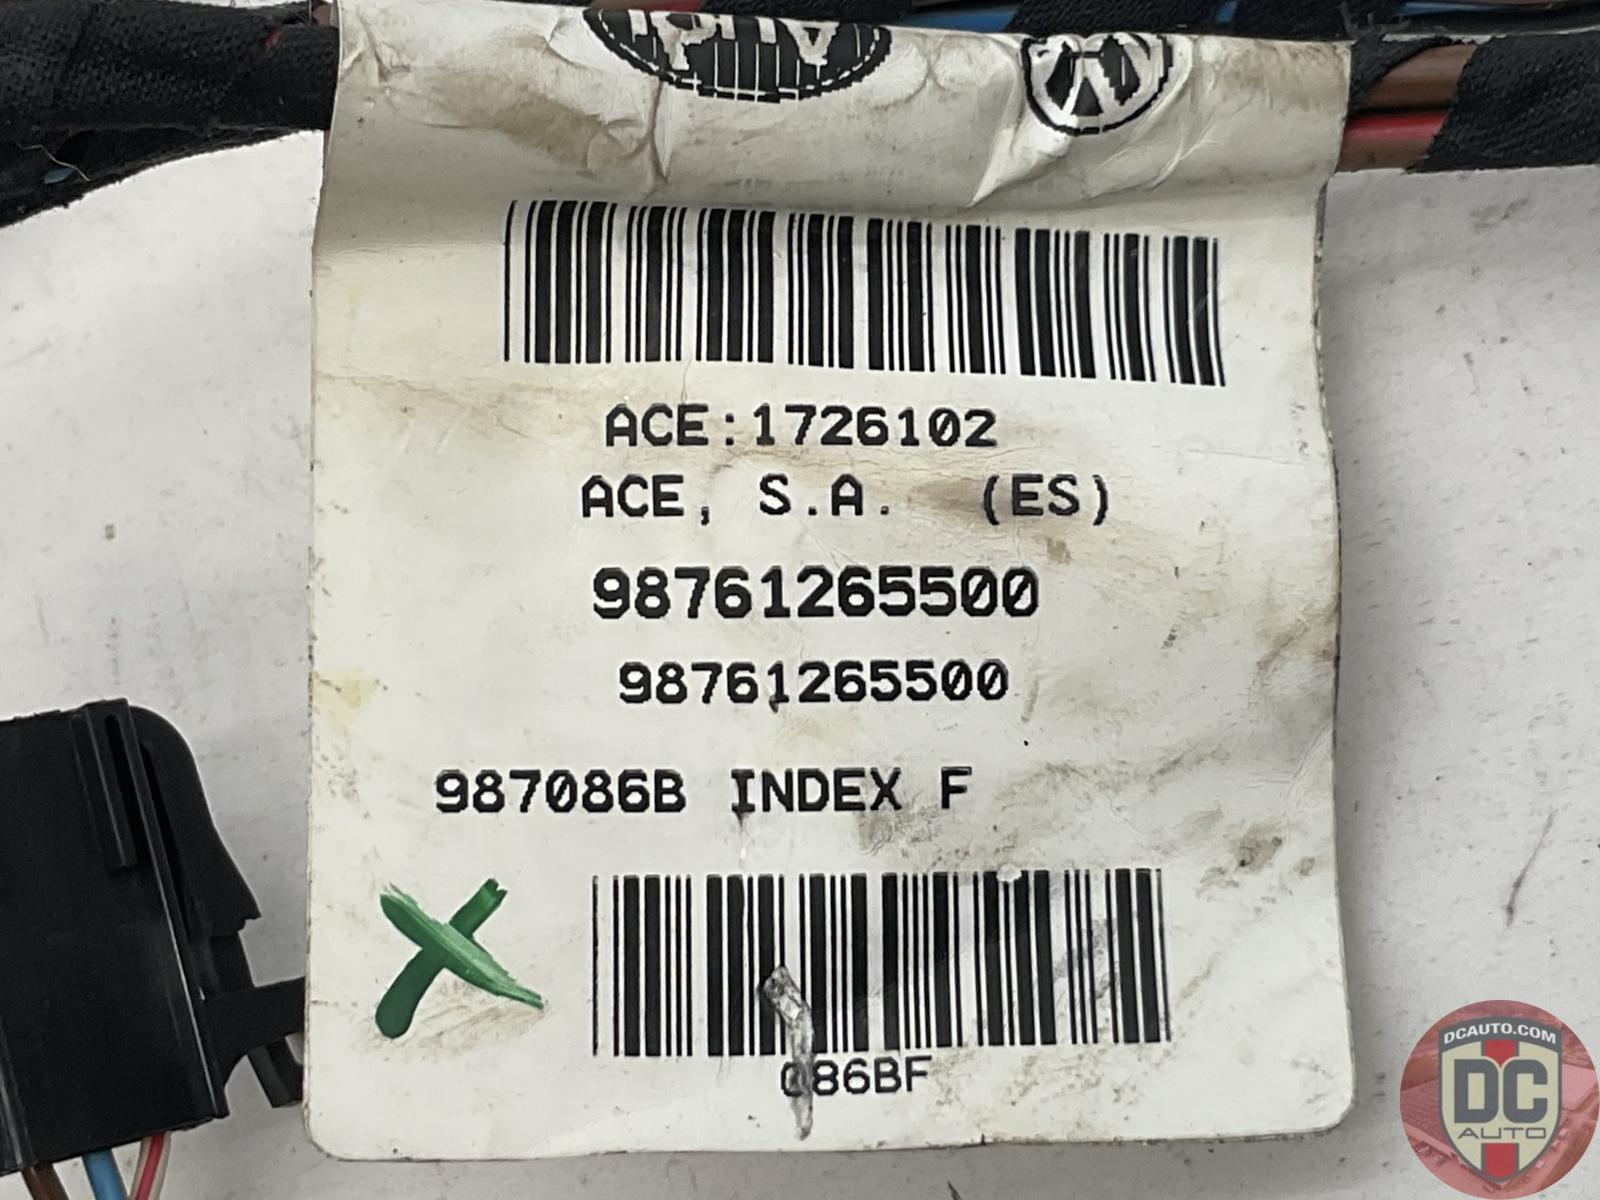 ACE:1726102
ACE, S.A. (ES)
98761265500
98761265500
987086B INDEX F
086BF
DCAUTO.COM
DC
AUTO